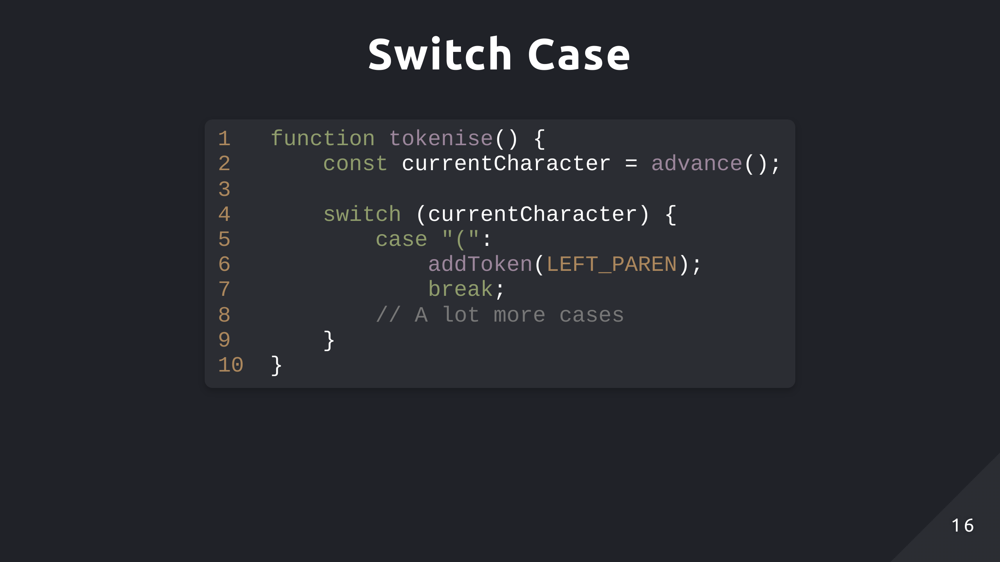 Switch Case
1   function tokenise() {
2       const currentCharacter = advance();
3
4       switch (currentCharacter) {
5           case "(":
6               addToken(LEFT_PAREN);
7               break;
8           // A lot more cases
9       }
10  }
16